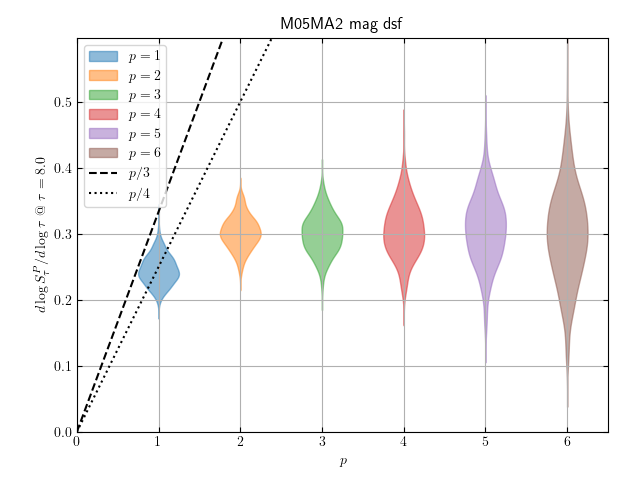 M05MA2 mag dsf
p = 1
p = 2
p = 3
p = 4
p = 5
p = 6
p/3
p/4
d log S_τ^P / d log τ @ τ = 8.0
0.5
0.4
0.3
0.2
0.1
0.0
0 1 2 3 4 5 6
p